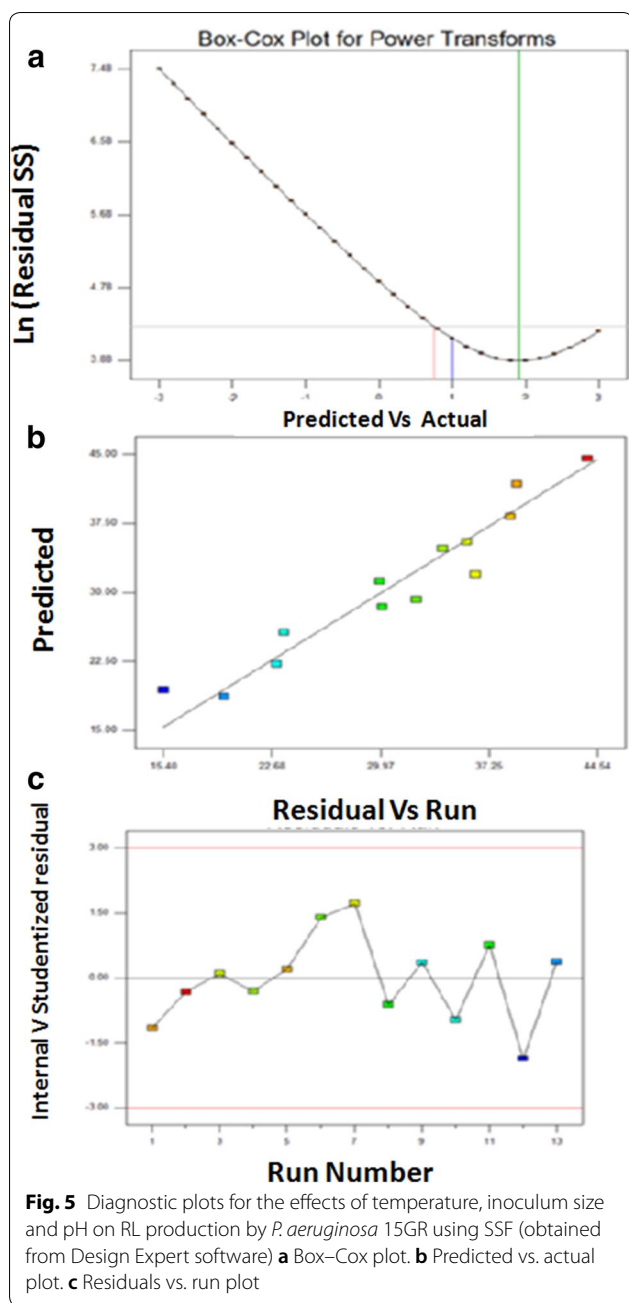 a
Box-Cox Plot for Power Transforms
7.48
6.58
5.68
4.78
3.88
Ln (Residual SS)
-3
-2
-1
0
1
2
3
Predicted Vs Actual
b
45.00
37.50
30.00
22.50
15.00
Predicted
15.40
22.68
29.97
37.25
44.54
c
Residual Vs Run
3.00
1.50
0.00
-1.50
-3.00
Internal V Studentized residual
1
3
5
7
9
11
13
Run Number
Fig. 5 Diagnostic plots for the effects of temperature, inoculum size
and pH on RL production by P. aeruginosa 15GR using SSF (obtained
from Design Expert software) a Box–Cox plot. b Predicted vs. actual
plot. c Residuals vs. run plot